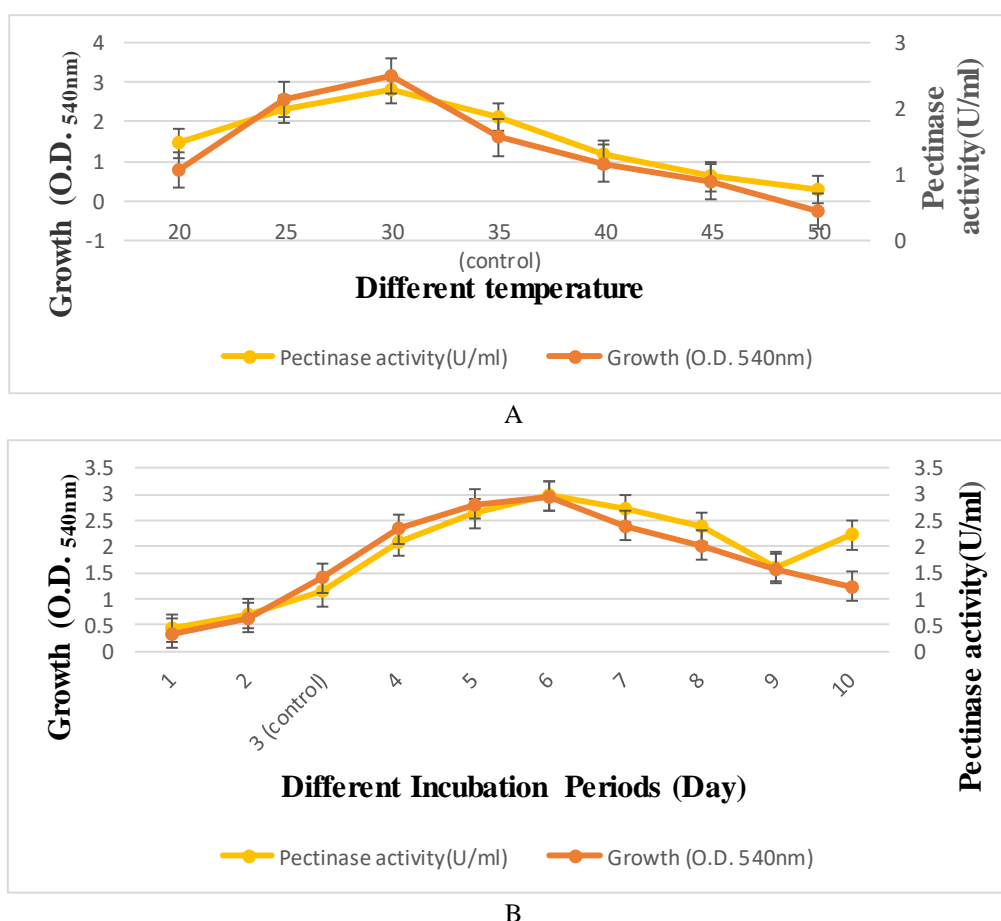 Growth (O.D. 540nm)
4
3
2
1
0
-1
20
25
30
35
40
45
50
(control)
Different temperature
3
2
1
0
Pectinase
activity(U/ml)
Pectinase activity(U/ml)
Growth (O.D. 540nm)
A
Growth (O.D. 540nm)
3.5
3
2.5
2
1.5
1
0.5
0
1
2
3 (control)
4
5
6
7
8
9
10
Different Incubation Periods (Day)
3.5
3
2.5
2
1.5
1
0.5
0
Pectinase activity(U/ml)
Pectinase activity(U/ml)
Growth (O.D. 540nm)
B